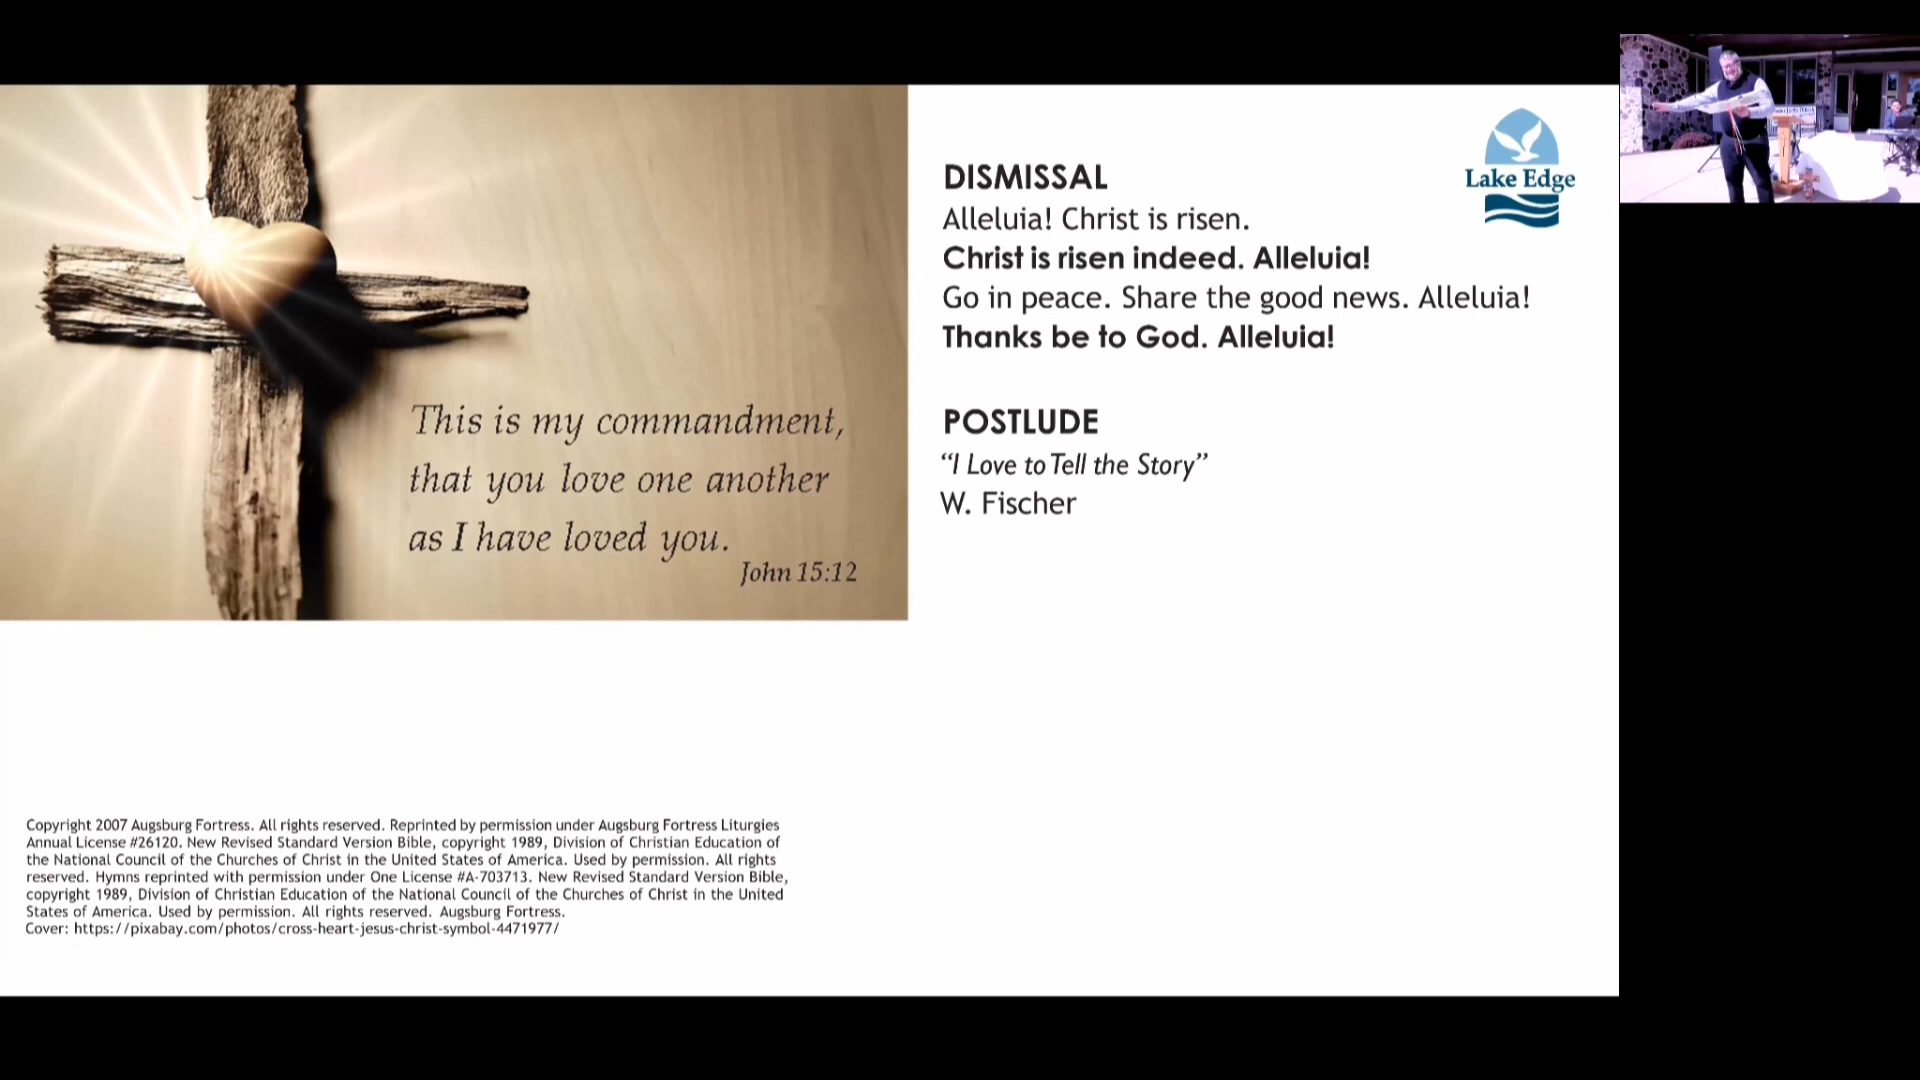 This is my commandment,
that you love one another
as I have loved you.
John 15:12
DISMISSAL
Alleluia! Christ is risen.
Christ is risen indeed. Alleluia!
Go in peace. Share the good news. Alleluia!
Thanks be to God. Alleluia!
POSTLUDE
“I Love to Tell the Story”
W. Fischer
Lake Edge
Copyright 2007 Augsburg Fortress. All rights reserved. Reprinted by permission under Augsburg Fortress Liturgies
Annual License #26120. New Revised Standard Version Bible, copyright 1989, Division of Christian Education of
the National Council of the Churches of Christ in the United States of America. Used by permission. All rights
reserved. Hymns reprinted with permission under One License #A-703713. New Revised Standard Version Bible,
copyright 1989, Division of Christian Education of the National Council of the Churches of Christ in the United
States of America. Used by permission. All rights reserved. Augsburg Fortress.
Cover: https://pixabay.com/photos/cross-heart-jesus-christ-symbol-4471977/